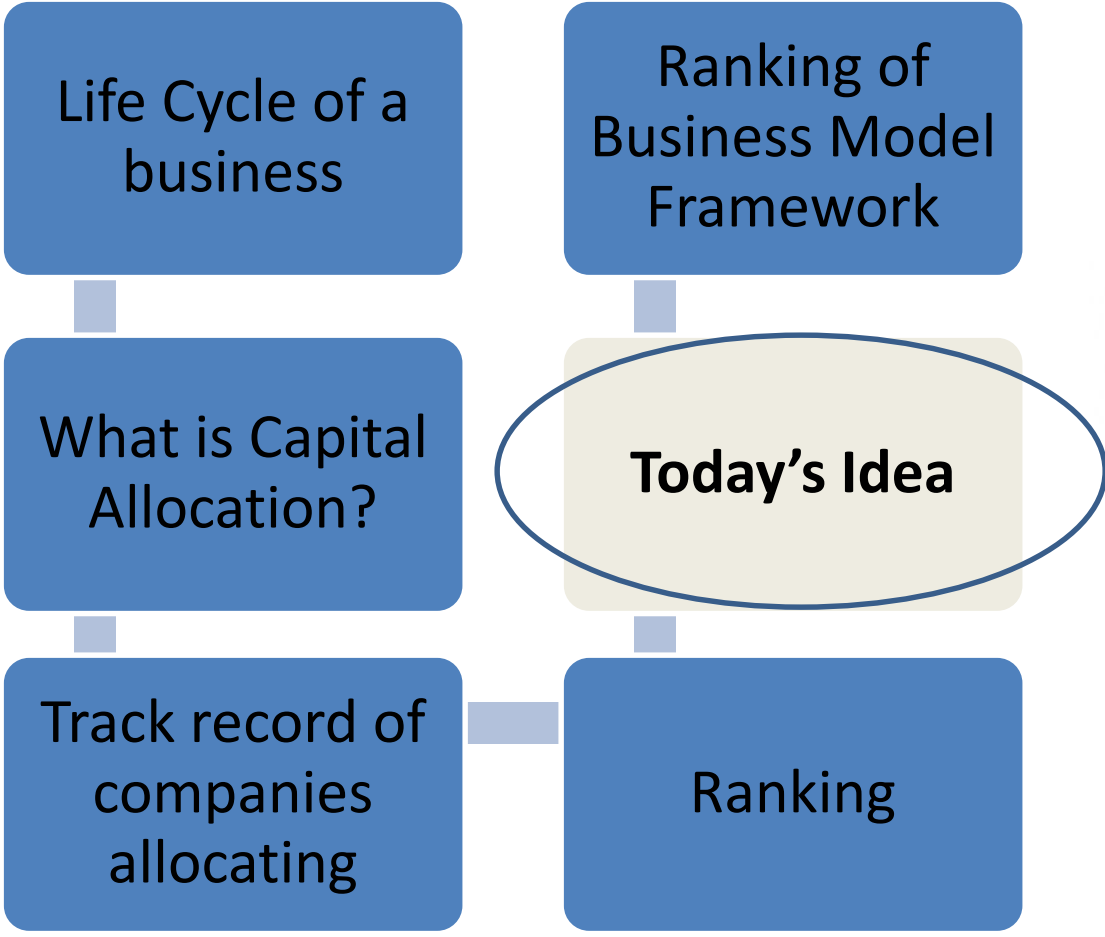 Life Cycle of a
business
What is Capital
Allocation?
Track record of
companies
allocating
Ranking
Today’s Idea
Ranking of
Business Model
Framework